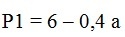 P1 = 6 – 0,4 a